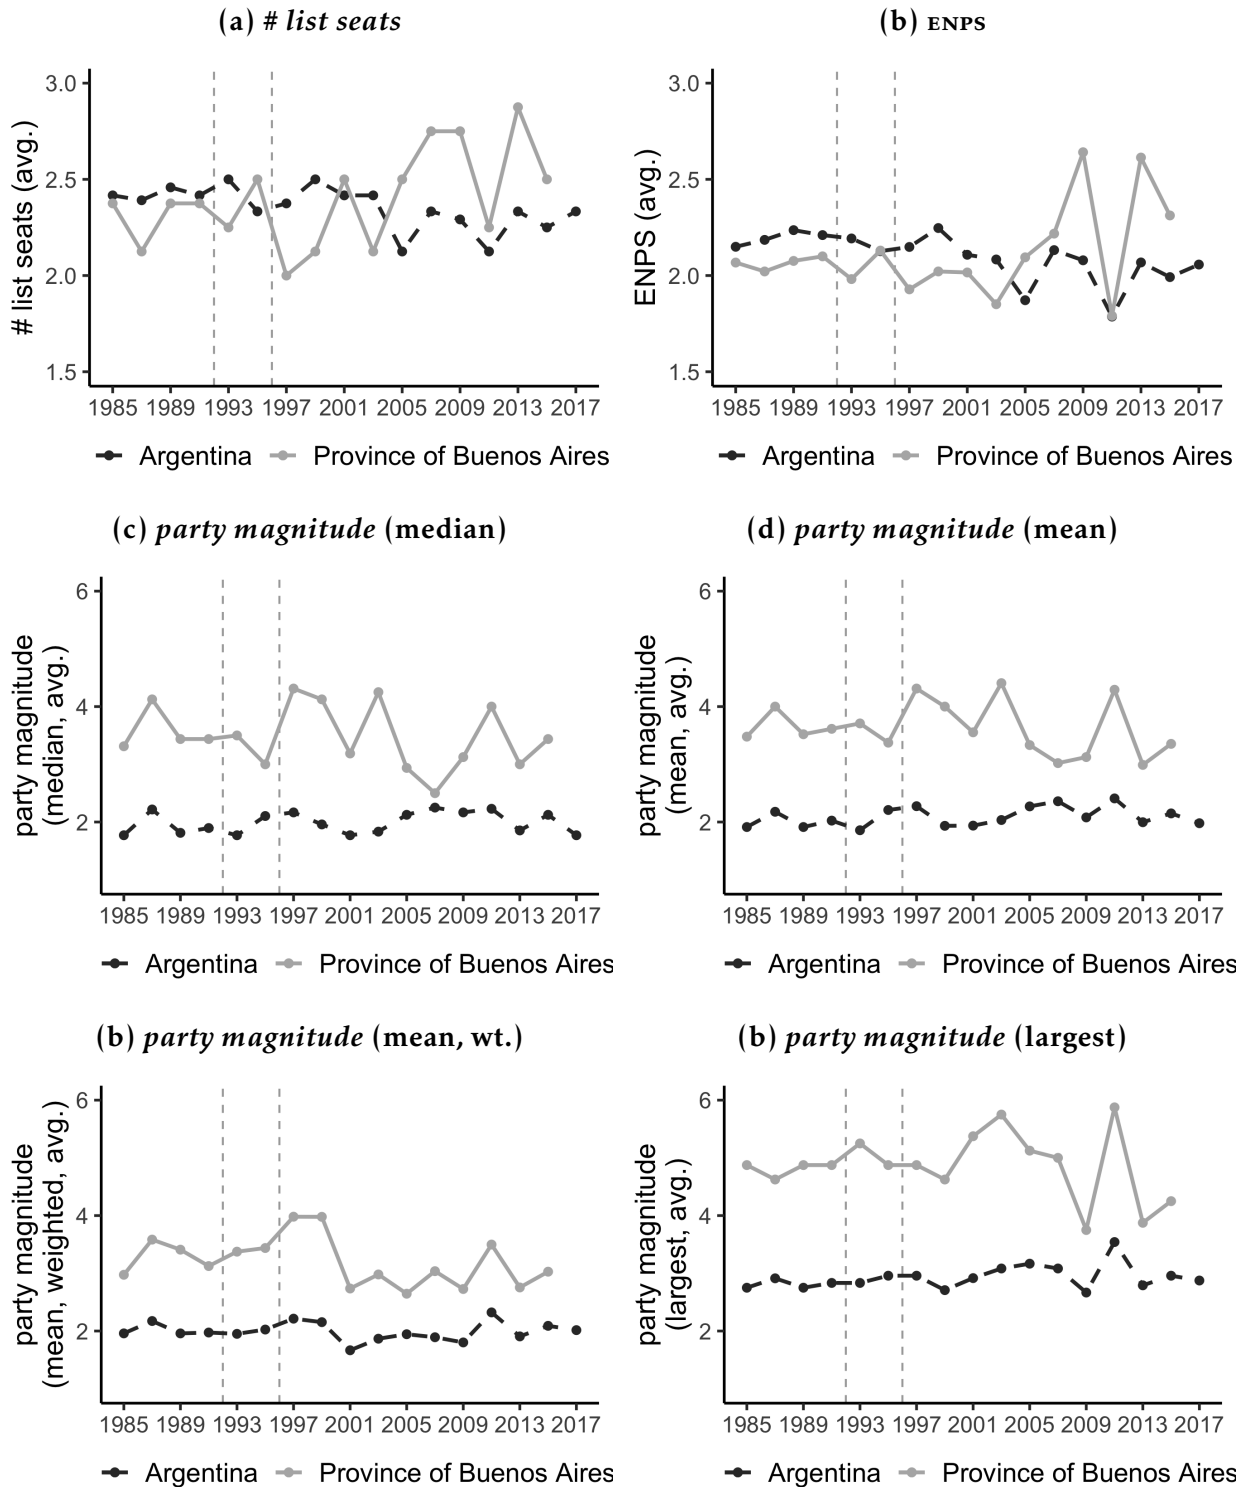 (a) # list seats
# list seats (avg.)
3.0
2.5
2.0
1.5
1985 1989 1993 1997 2001 2005 2009 2013 2017
Argentina Province of Buenos Aires
(b) ENPS
ENPS (avg.)
3.0
2.5
2.0
1.5
1985 1989 1993 1997 2001 2005 2009 2013 2017
Argentina Province of Buenos Aires
(c) party magnitude (median)
party magnitude
(median, avg.)
6
4
2
1985 1989 1993 1997 2001 2005 2009 2013 2017
Argentina Province of Buenos Aires
(d) party magnitude (mean)
party magnitude
(mean, avg.)
6
4
2
1985 1989 1993 1997 2001 2005 2009 2013 2017
Argentina Province of Buenos Aires
(b) party magnitude (mean, wt.)
party magnitude
(mean, weighted, avg.)
6
4
2
1985 1989 1993 1997 2001 2005 2009 2013 2017
Argentina Province of Buenos Aires
(b) party magnitude (largest)
party magnitude
(largest, avg.)
6
4
2
1985 1989 1993 1997 2001 2005 2009 2013 2017
Argentina Province of Buenos Aires